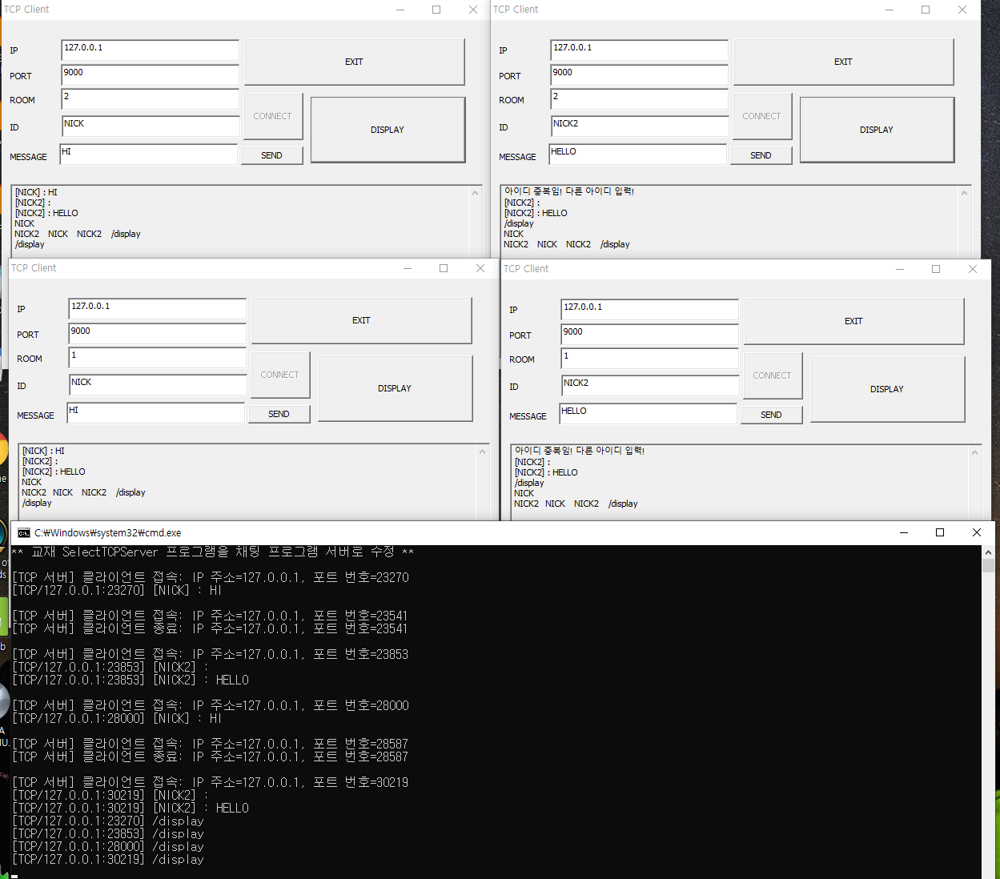 TCP Client
IP
127.0.0.1
EXIT
PORT
9000
ROOM
2
CONNECT
DISPLAY
ID
NICK
MESSAGE
HI
SEND
[NICK] : HI
[NICK2] :
[NICK2] : HELLO
NICK
NICK2 NICK NICK2 /display
/display
TCP Client
IP
127.0.0.1
EXIT
PORT
9000
ROOM
2
CONNECT
DISPLAY
ID
NICK2
MESSAGE
HELLO
SEND
아이디 중복임! 다른 아이디 입력!
[NICK2] :
[NICK2] : HELLO
/display
NICK
NICK2 NICK NICK2 /display
TCP Client
IP
127.0.0.1
EXIT
PORT
9000
ROOM
1
CONNECT
DISPLAY
ID
NICK
MESSAGE
HI
SEND
[NICK] : HI
[NICK2] :
[NICK2] : HELLO
NICK
NICK2 NICK NICK2 /display
/display
TCP Client
IP
127.0.0.1
EXIT
PORT
9000
ROOM
1
CONNECT
DISPLAY
ID
NICK2
MESSAGE
HELLO
SEND
아이디 중복임! 다른 아이디 입력!
[NICK2] :
[NICK2] : HELLO
/display
NICK
NICK2 NICK NICK2 /display
C:₩Windows₩system32₩cmd.exe
** 교재 SelectTCPServer 프로그램을 채팅 프로그램 서버로 수정 **
[TCP 서버] 클라이언트 접속: IP 주소=127.0.0.1, 포트 번호=23270
[TCP/127.0.0.1:23270] [NICK] : HI
[TCP 서버] 클라이언트 접속: IP 주소=127.0.0.1, 포트 번호=23541
[TCP 서버] 클라이언트 종료: IP 주소=127.0.0.1, 포트 번호=23541
[TCP 서버] 클라이언트 접속: IP 주소=127.0.0.1, 포트 번호=23853
[TCP/127.0.0.1:23853] [NICK2] :
[TCP/127.0.0.1:23853] [NICK2] : HELLO
[TCP 서버] 클라이언트 접속: IP 주소=127.0.0.1, 포트 번호=28000
[TCP/127.0.0.1:28000] [NICK] : HI
[TCP 서버] 클라이언트 접속: IP 주소=127.0.0.1, 포트 번호=28587
[TCP 서버] 클라이언트 종료: IP 주소=127.0.0.1, 포트 번호=28587
[TCP 서버] 클라이언트 접속: IP 주소=127.0.0.1, 포트 번호=30219
[TCP/127.0.0.1:30219] [NICK2] :
[TCP/127.0.0.1:30219] [NICK2] : HELLO
[TCP/127.0.0.1:23270] /display
[TCP/127.0.0.1:23853] /display
[TCP/127.0.0.1:28000] /display
[TCP/127.0.0.1:30219] /display